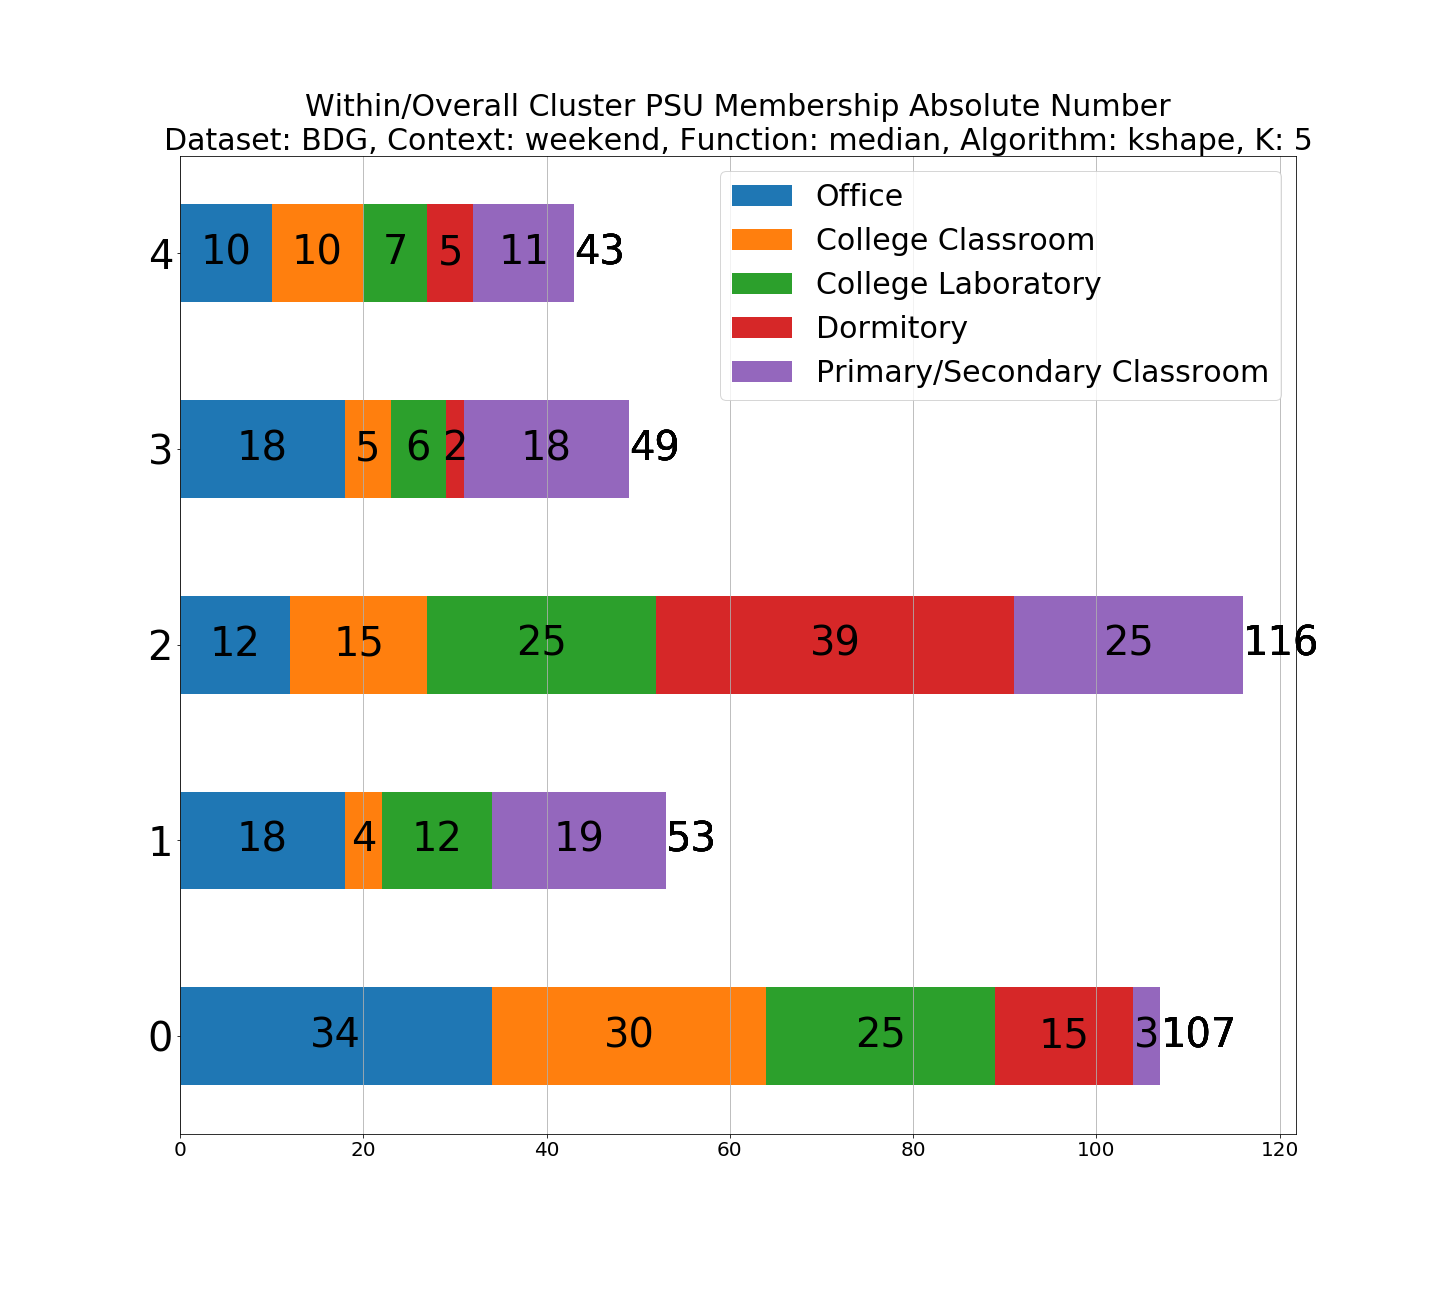 Within/Overall Cluster PSU Membership Absolute Number
Dataset: BDG, Context: weekend, Function: median, Algorithm: kshape, K: 5
Office
College Classroom
College Laboratory
Dormitory
Primary/Secondary Classroom
4 10 10 7 5 11 43
3 18 5 6 2 18 49
2 12 15 25 39 25 116
1 18 4 12 19 53
0 34 30 25 15 3 107
0 20 40 60 80 100 120